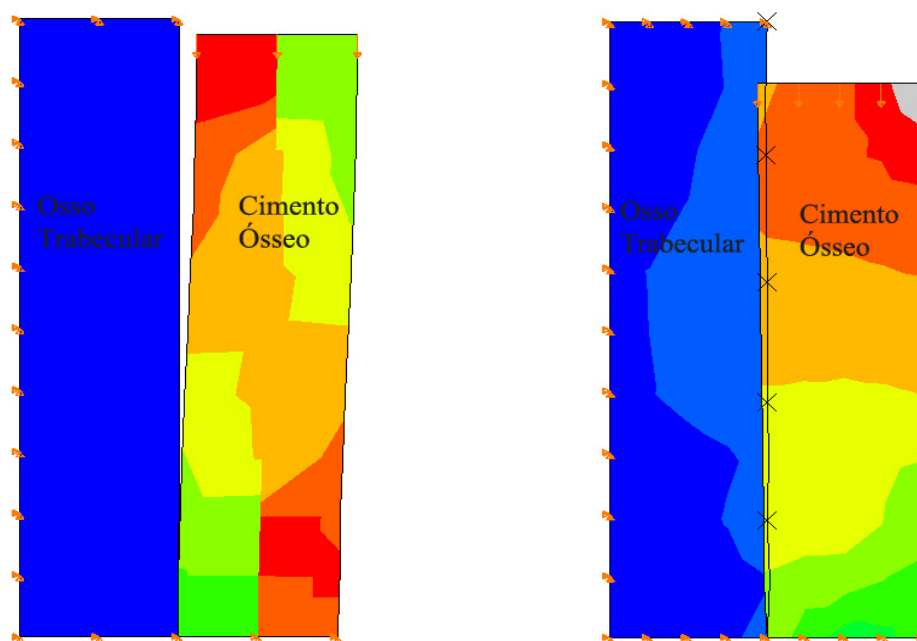 Osso
Trabecular
Cimento
Ósseo
Osso
Trabecular
Cimento
Ósseo